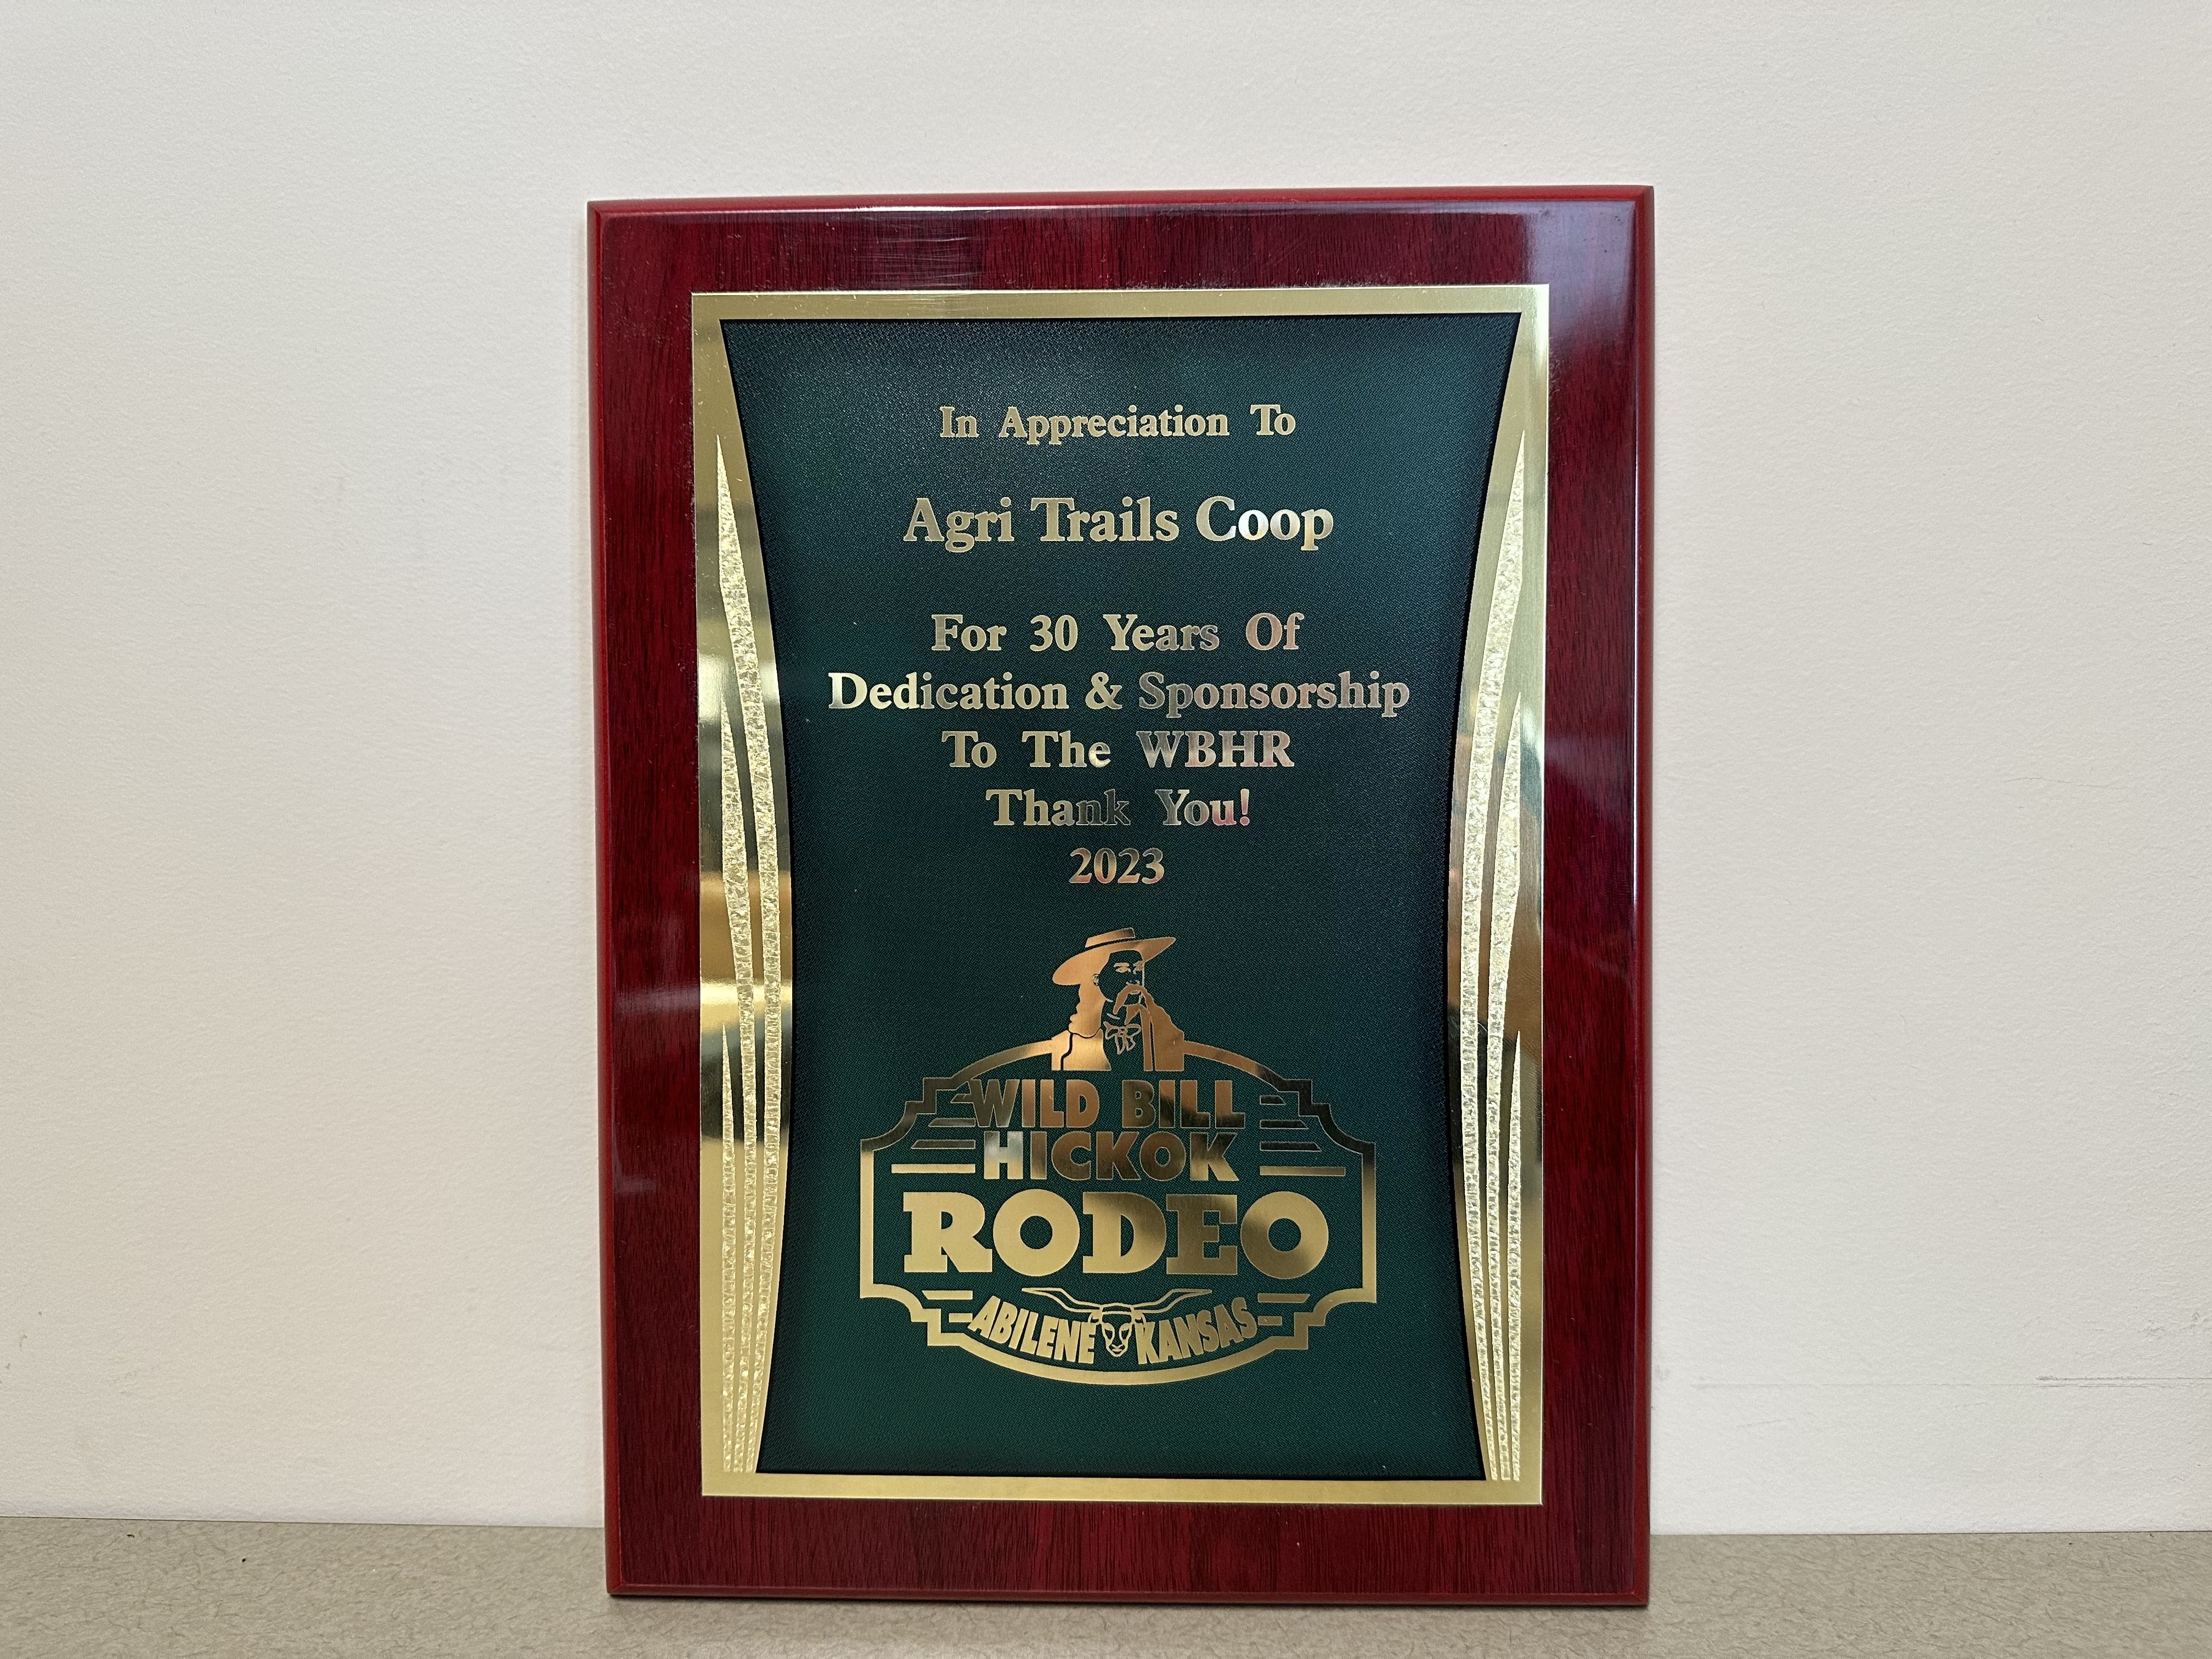 In Appreciation To
Agri Trails Coop
For 30 Years Of
Dedication & Sponsorship
To The WBHR
Thank You!
2023
WILD BILL
HICKOK
RODEO
ABILENE KANSAS